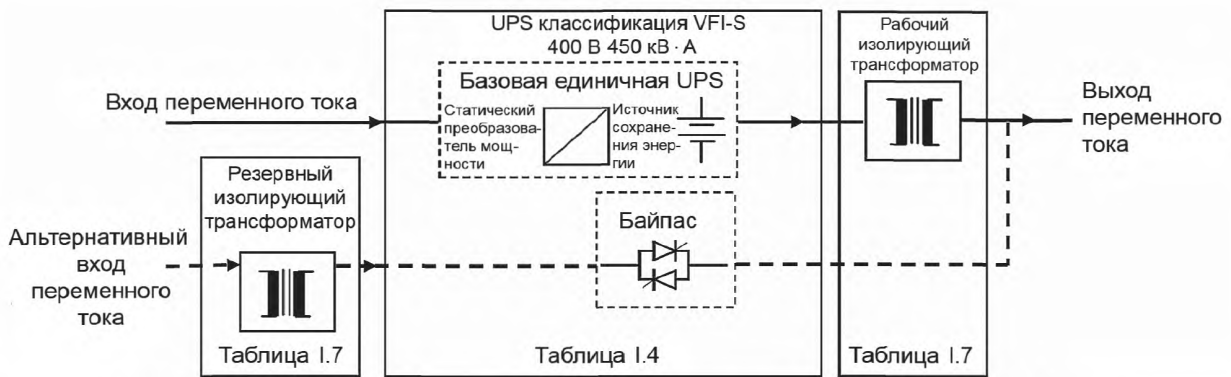 UPS классификация VFI-S
400 В 450 кВ · А
Рабочий
изолирующий
трансформатор
Базовая единичная UPS
Вход переменного тока
Статический
преобразова-
тель мощ-
ности
Источник
сохране-
ния энер-
гии
Выход
переменного
тока
Резервный
изолирующий
трансформатор
Байпас
Альтернативный
вход
переменного
тока
Таблица I.7
Таблица I.4
Таблица I.7